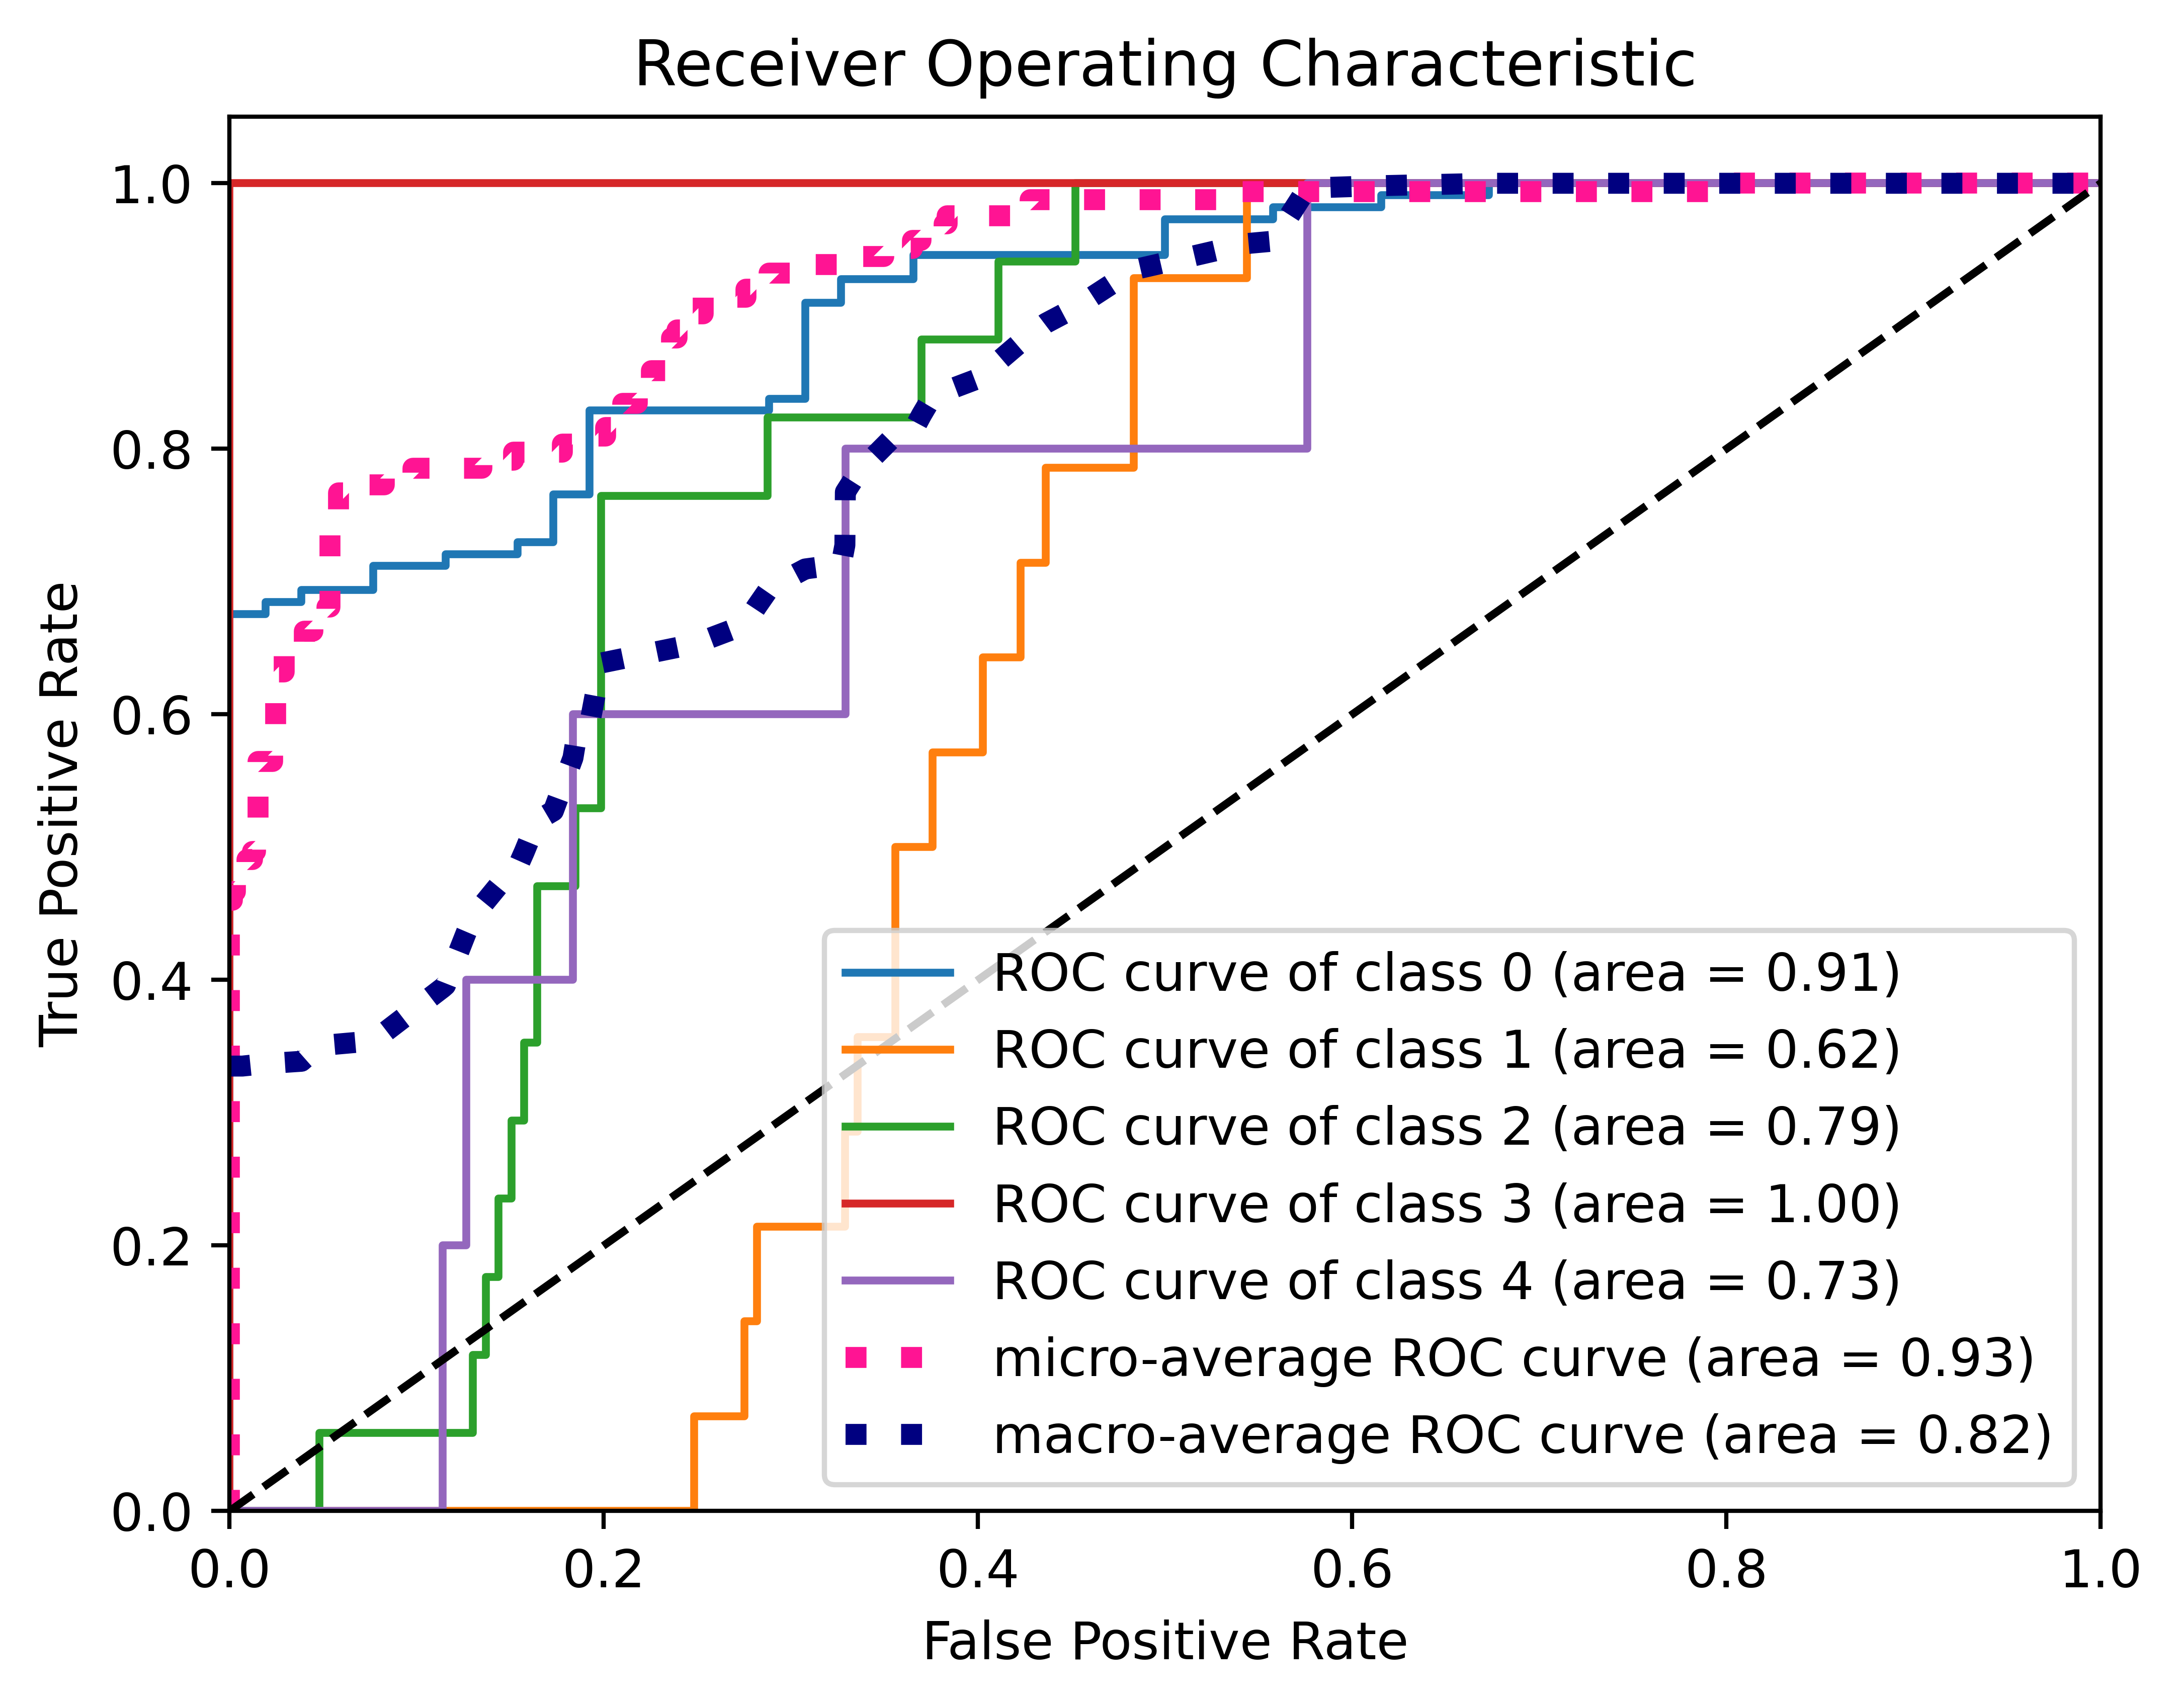 Receiver Operating Characteristic
1.0
0.8
0.6
0.4
0.2
0.0
True Positive Rate
ROC curve of class 0 (area = 0.91)
ROC curve of class 1 (area = 0.62)
ROC curve of class 2 (area = 0.79)
ROC curve of class 3 (area = 1.00)
ROC curve of class 4 (area = 0.73)
micro-average ROC curve (area = 0.93)
macro-average ROC curve (area = 0.82)
0.0 0.2 0.4 0.6 0.8 1.0
False Positive Rate